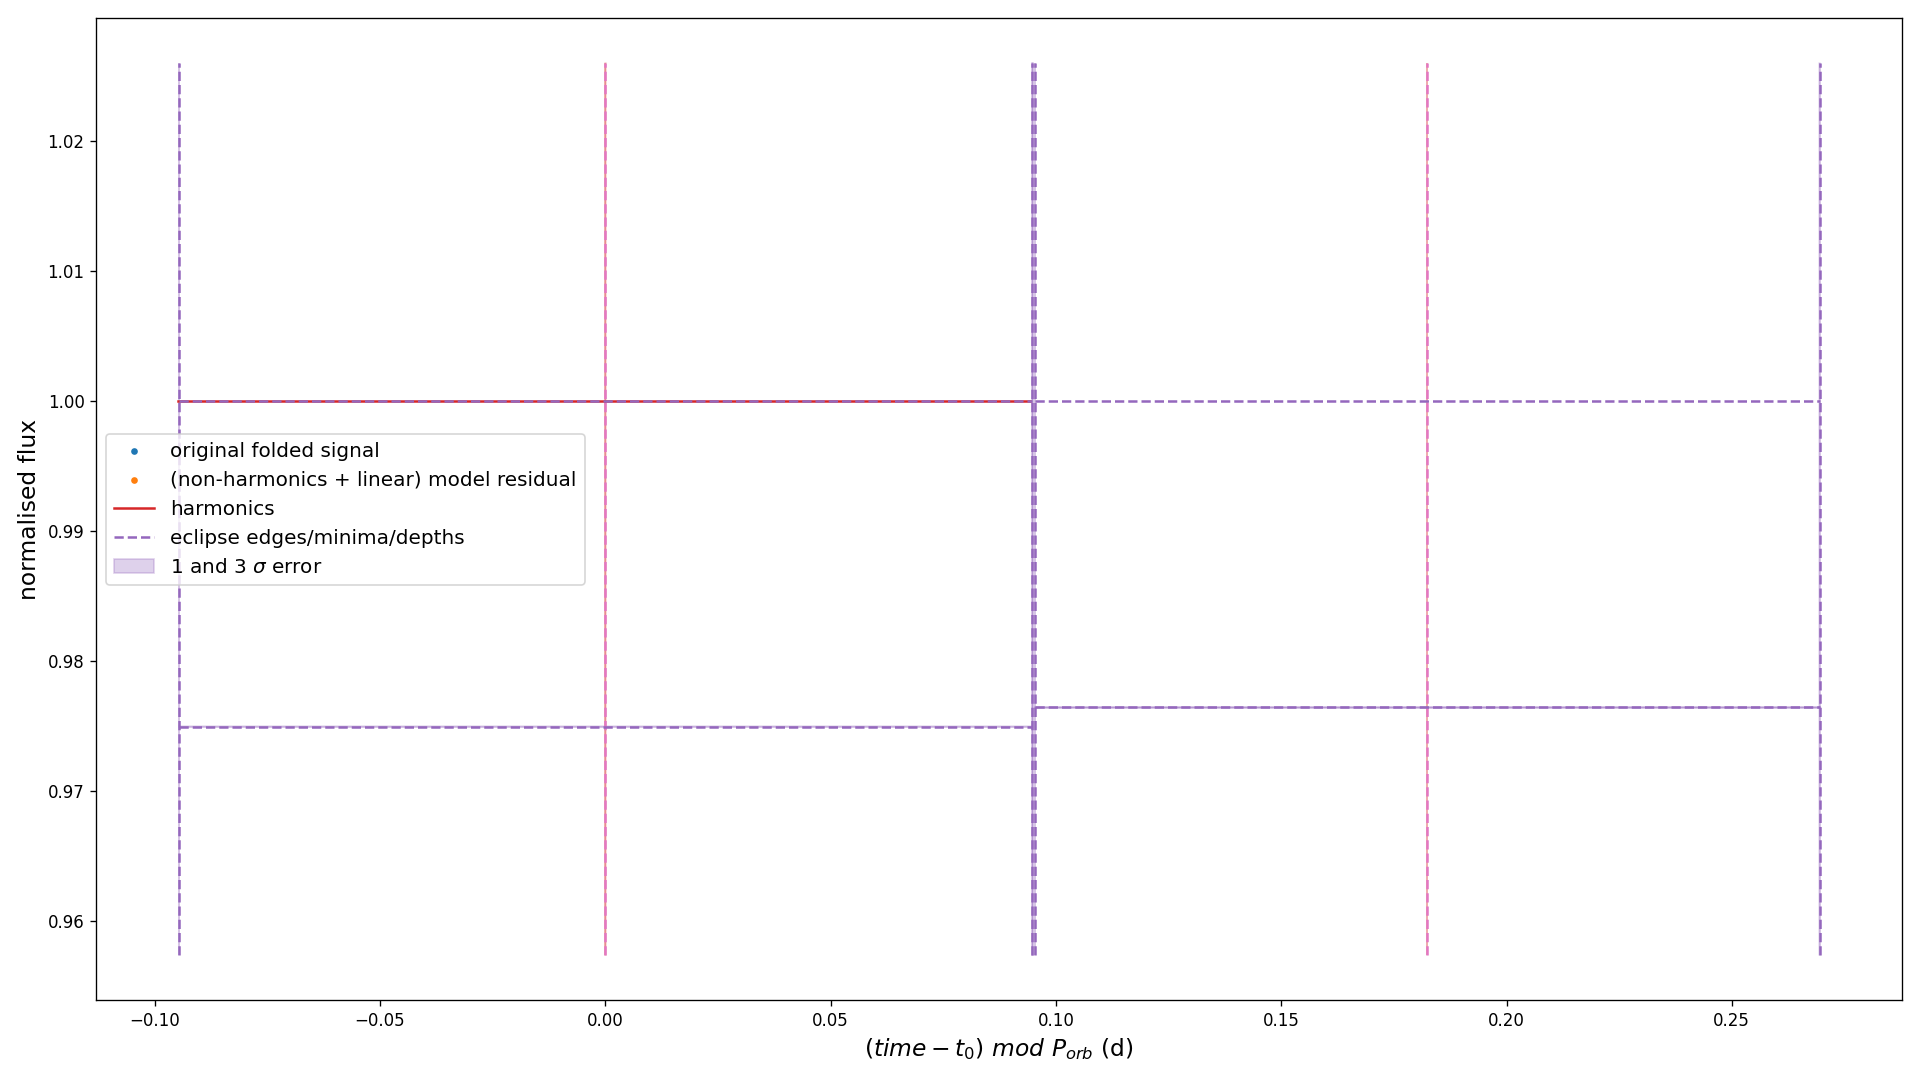 normalised flux
1.02
1.01
1.00
0.99
0.98
0.97
0.96
original folded signal
(non-harmonics + linear) model residual
harmonics
eclipse edges/minima/depths
1 and 3 σ error
−0.10
−0.05
0.00
0.05
0.10
0.15
0.20
0.25
(time − t₀) mod P_orb (d)